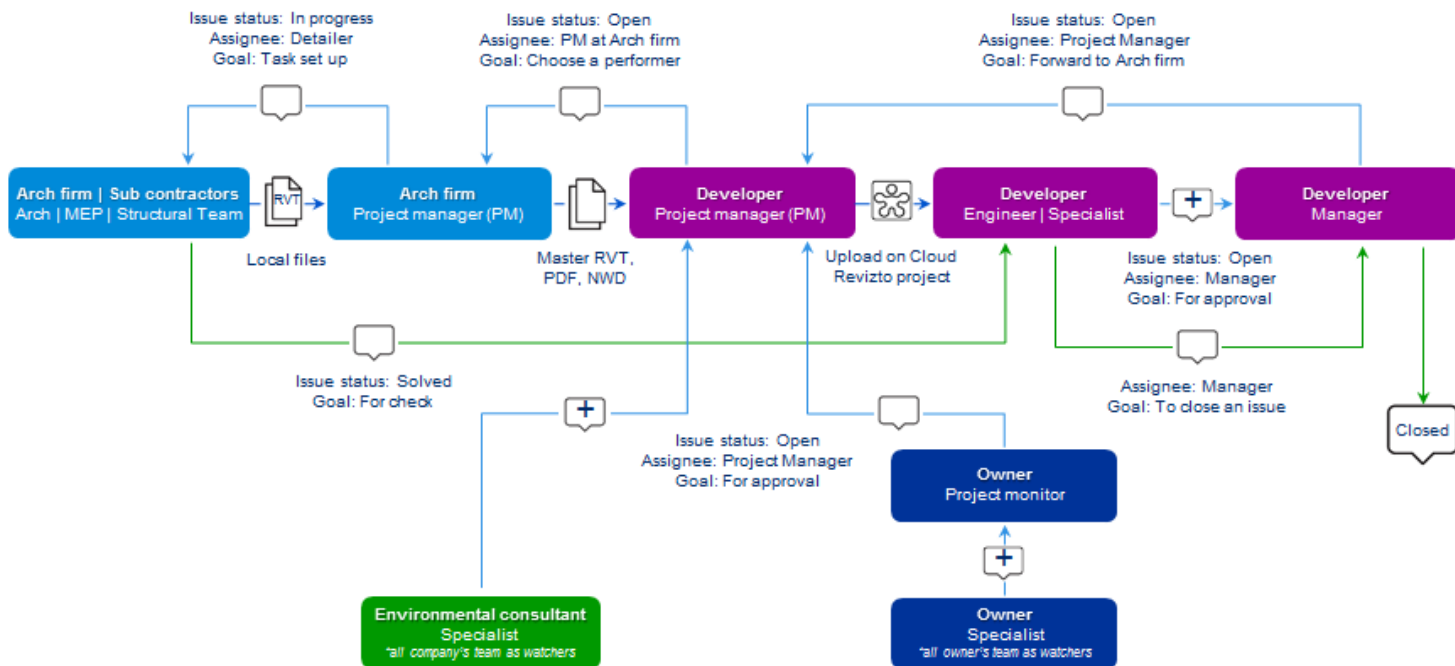 Issue status: In progress
Assignee: Detailer
Goal: Task set up
Issue status: Open
Assignee: PM at Arch firm
Goal: Choose a performer
Issue status: Open
Assignee: Project Manager
Goal: Forward to Arch firm
Arch firm | Sub contractors
Arch | MEP | Structural Team
RVT
Arch firm
Project manager (PM)
Developer
Project manager (PM)
Developer
Engineer | Specialist
+
Developer
Manager
Local files
Master RVT,
PDF, NWD
Upload on Cloud
Revizto project
Issue status: Open
Assignee: Manager
Goal: For approval
Issue status: Solved
Goal: For check
Assignee: Manager
Goal: To close an issue
+
Closed
Issue status: Open
Assignee: Project Manager
Goal: For approval
Owner
Project monitor
+
Environmental consultant
Specialist
*all company's team as watchers
Owner
Specialist
*all owner's team as watchers